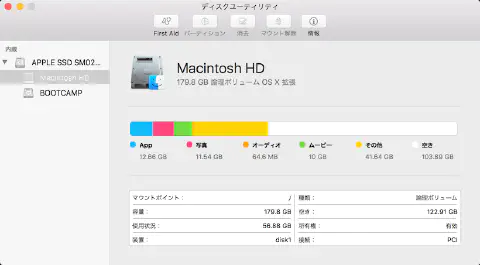 ディスクユーティリティ
First Aid パーティション 消去 マウント解除 情報
内蔵
APPLE SSD SM02...
Macintosh HD
BOOTCAMP
Macintosh HD
179.8 GB 論理ボリューム OS X 拡張
App 写真 オーディオ ムービー その他 空き
12.66 GB 11.54 GB 64.6 MB 10 GB 41.64 GB 103.89 GB
マウントポイント： / 種類： 論理ボリューム
容量： 179.8 GB 空き： 122.91 GB
使用状況： 56.88 GB 所有権： 有効
装置： disk1 接続： PCI